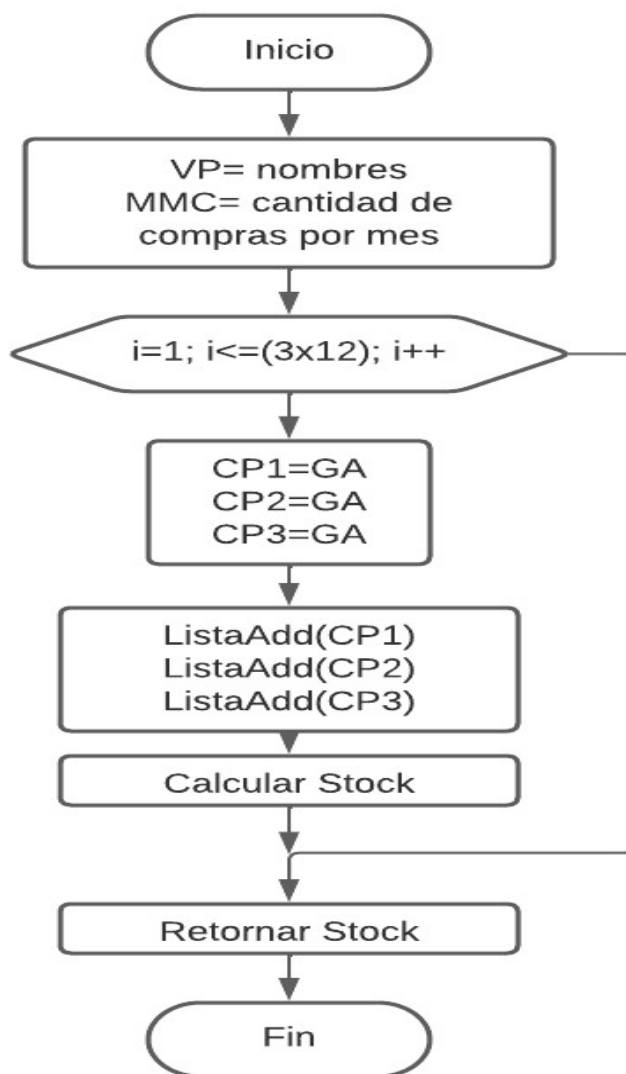 Inicio
VP= nombres
MMC= cantidad de
compras por mes
i=1; i<=(3x12); i++
CP1=GA
CP2=GA
CP3=GA
ListaAdd(CP1)
ListaAdd(CP2)
ListaAdd(CP3)
Calcular Stock
Retornar Stock
Fin